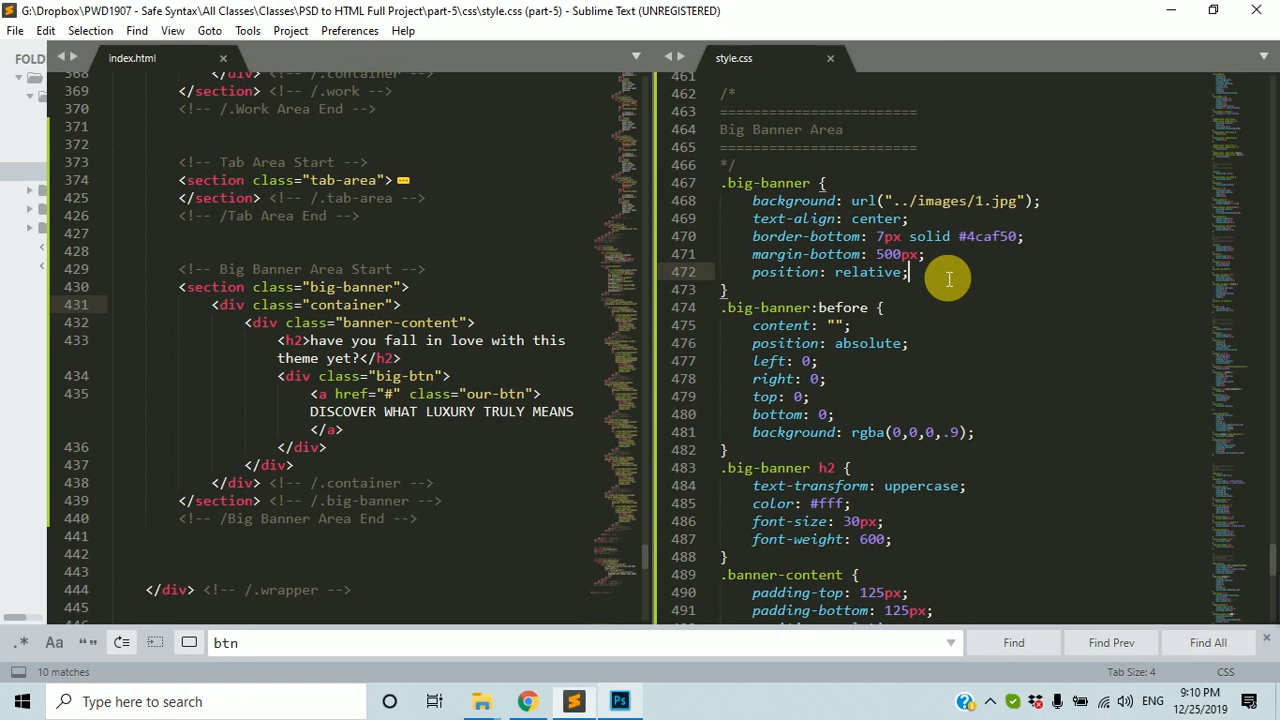 G:\Dropbox\PWD1907 - Safe Syntax\All Classes\Classes\PSD to HTML Full Project\part-5\css\style.css (part-5) - Sublime Text (UNREGISTERED)
File Edit Selection Find View Goto Tools Project Preferences Help
FOLD
index.html
368 </div> <!-- /.container -->
369 </section> <!-- /.work -->
370 <!-- /.Work Area End -->
371
372
373 <!-- Tab Area Start -->
374 <section class="tab-area">
425 </section> <!-- /.tab-area -->
426 <!-- /Tab Area End -->
427
428
429 <!-- Big Banner Area Start -->
430 <section class="big-banner">
431 <div class="container">
432 <div class="banner-content">
433 <h2>have you fall in love with this
theme yet?</h2>
434 <div class="big-btn">
435 <a href="#" class="our-btn">
DISCOVER WHAT LUXURY TRULY MEANS
</a>
436 </div>
437 </div>
438 </div> <!-- /.container -->
439 </section> <!-- /.big-banner -->
440 <!-- /Big Banner Area End -->
441
442
443
444 </div> <!-- /.wrapper -->
445
style.css
461
462 /*
463 ========================
464 Big Banner Area
465 ========================
466 */
467 .big-banner {
468 background: url("../images/1.jpg");
469 text-align: center;
470 border-bottom: 7px solid #4caf50;
471 margin-bottom: 500px;
472 position: relative;
473 }
474 .big-banner:before {
475 content: "";
476 position: absolute;
477 left: 0;
478 right: 0;
479 top: 0;
480 bottom: 0;
481 background: rgba(0,0,0,.9);
482 }
483 .big-banner h2 {
484 text-transform: uppercase;
485 color: #fff;
486 font-size: 30px;
487 font-weight: 600;
488 }
489 .banner-content {
490 padding-top: 125px;
491 padding-bottom: 125px;
.* Aa “” btn Find Find Prev Find All
10 matches Tab Size: 4 CSS
Type here to search Ps ENG 9:10 PM
12/25/2019